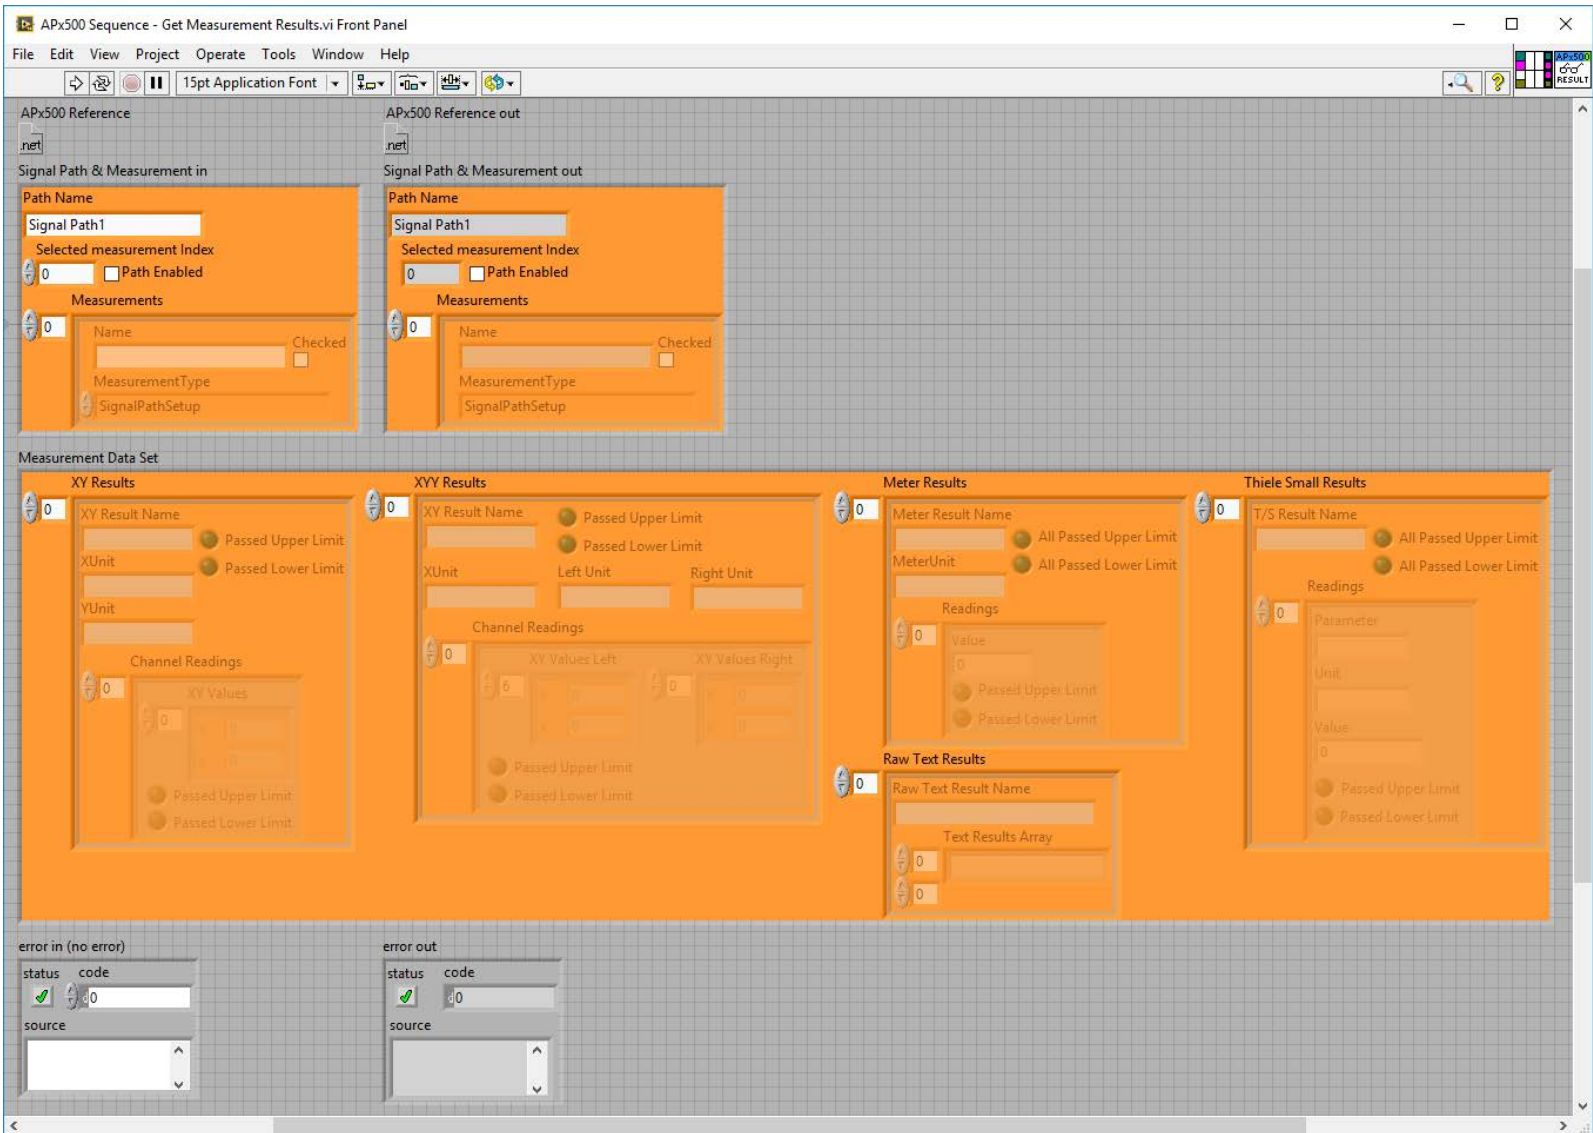 APx500 Sequence - Get Measurement Results.vi Front Panel
File Edit View Project Operate Tools Window Help
15pt Application Font
APx500
RESULT
APx500 Reference
.net
APx500 Reference out
.net
Signal Path & Measurement in
Path Name
Signal Path1
Selected measurement Index
0
Path Enabled
Measurements
0
Name
Checked
MeasurementType
SignalPathSetup
Signal Path & Measurement out
Path Name
Signal Path1
Selected measurement Index
0
Path Enabled
Measurements
0
Name
Checked
MeasurementType
SignalPathSetup
Measurement Data Set
XY Results
0
XY Result Name
Passed Upper Limit
XUnit
Passed Lower Limit
YUnit
Channel Readings
0
XY Values
0
0
0
Passed Upper Limit
Passed Lower Limit
XYY Results
0
XY Result Name
Passed Upper Limit
Passed Lower Limit
XUnit
Left Unit
Right Unit
Channel Readings
0
XY Values Left
6
0
0
XY Values Right
0
0
0
Passed Upper Limit
Passed Lower Limit
Meter Results
0
Meter Result Name
All Passed Upper Limit
MeterUnit
All Passed Lower Limit
Readings
0
Value
0
Passed Upper Limit
Passed Lower Limit
Raw Text Results
0
Raw Text Result Name
Text Results Array
0
0
Thiele Small Results
0
T/S Result Name
All Passed Upper Limit
All Passed Lower Limit
Readings
0
Parameter
Unit
Value
0
Passed Upper Limit
Passed Lower Limit
error in (no error)
status code
d0
source
error out
status code
d0
source